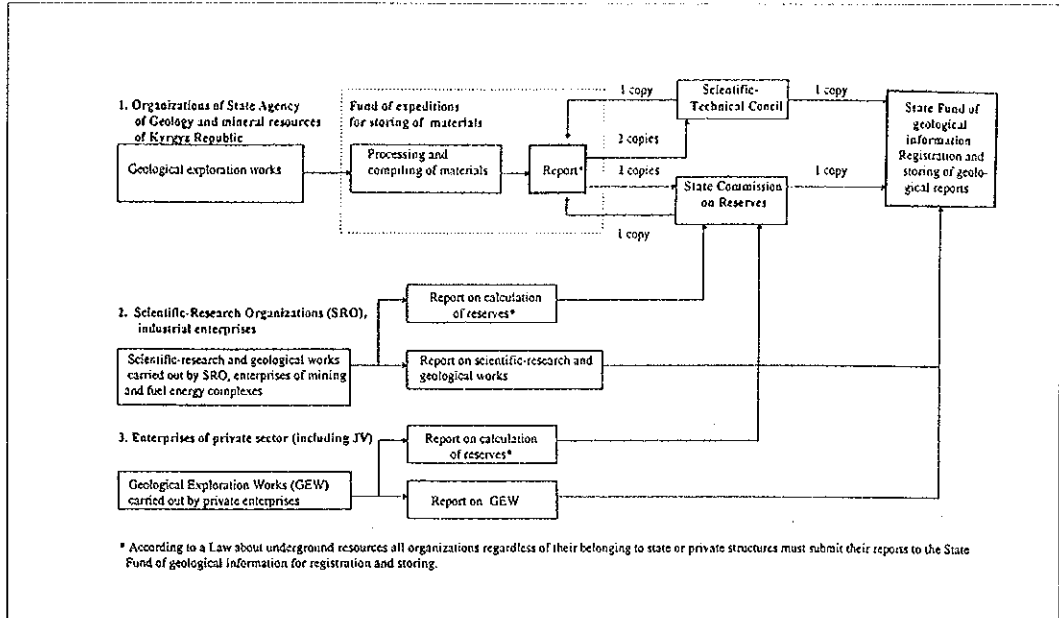 1. Organizations of State Agency
of Geology and mineral resources
of Kyrgyz Republic
Geological exploration works
Fund of expeditions
for storing of materials
Processing and
compiling of materials
Report*
1 copy
2 copies
2 copies
1 copy
Scientific-
Technical Concil
State Commission
on Reserves
1 copy
1 copy
State Fund of
geological
information
Registration and
storing of geolo-
gical reports
2. Scientific-Research Organizations (SRO),
industrial enterprises
Scientific-research and geological works
carried out by SRO, enterprises of mining
and fuel energy complexes
Report on calculation
of reserves*
Report on scientific-research and
geological works
3. Enterprises of private sector (including JV)
Geological Exploration Works (GEW)
carried out by private enterprises
Report on calculation
of reserves*
Report on GEW
* According to a Law about underground resources all organizations regardless of their belonging to state or private structures must submit their reports to the State
Fund of geological information for registration and storing.